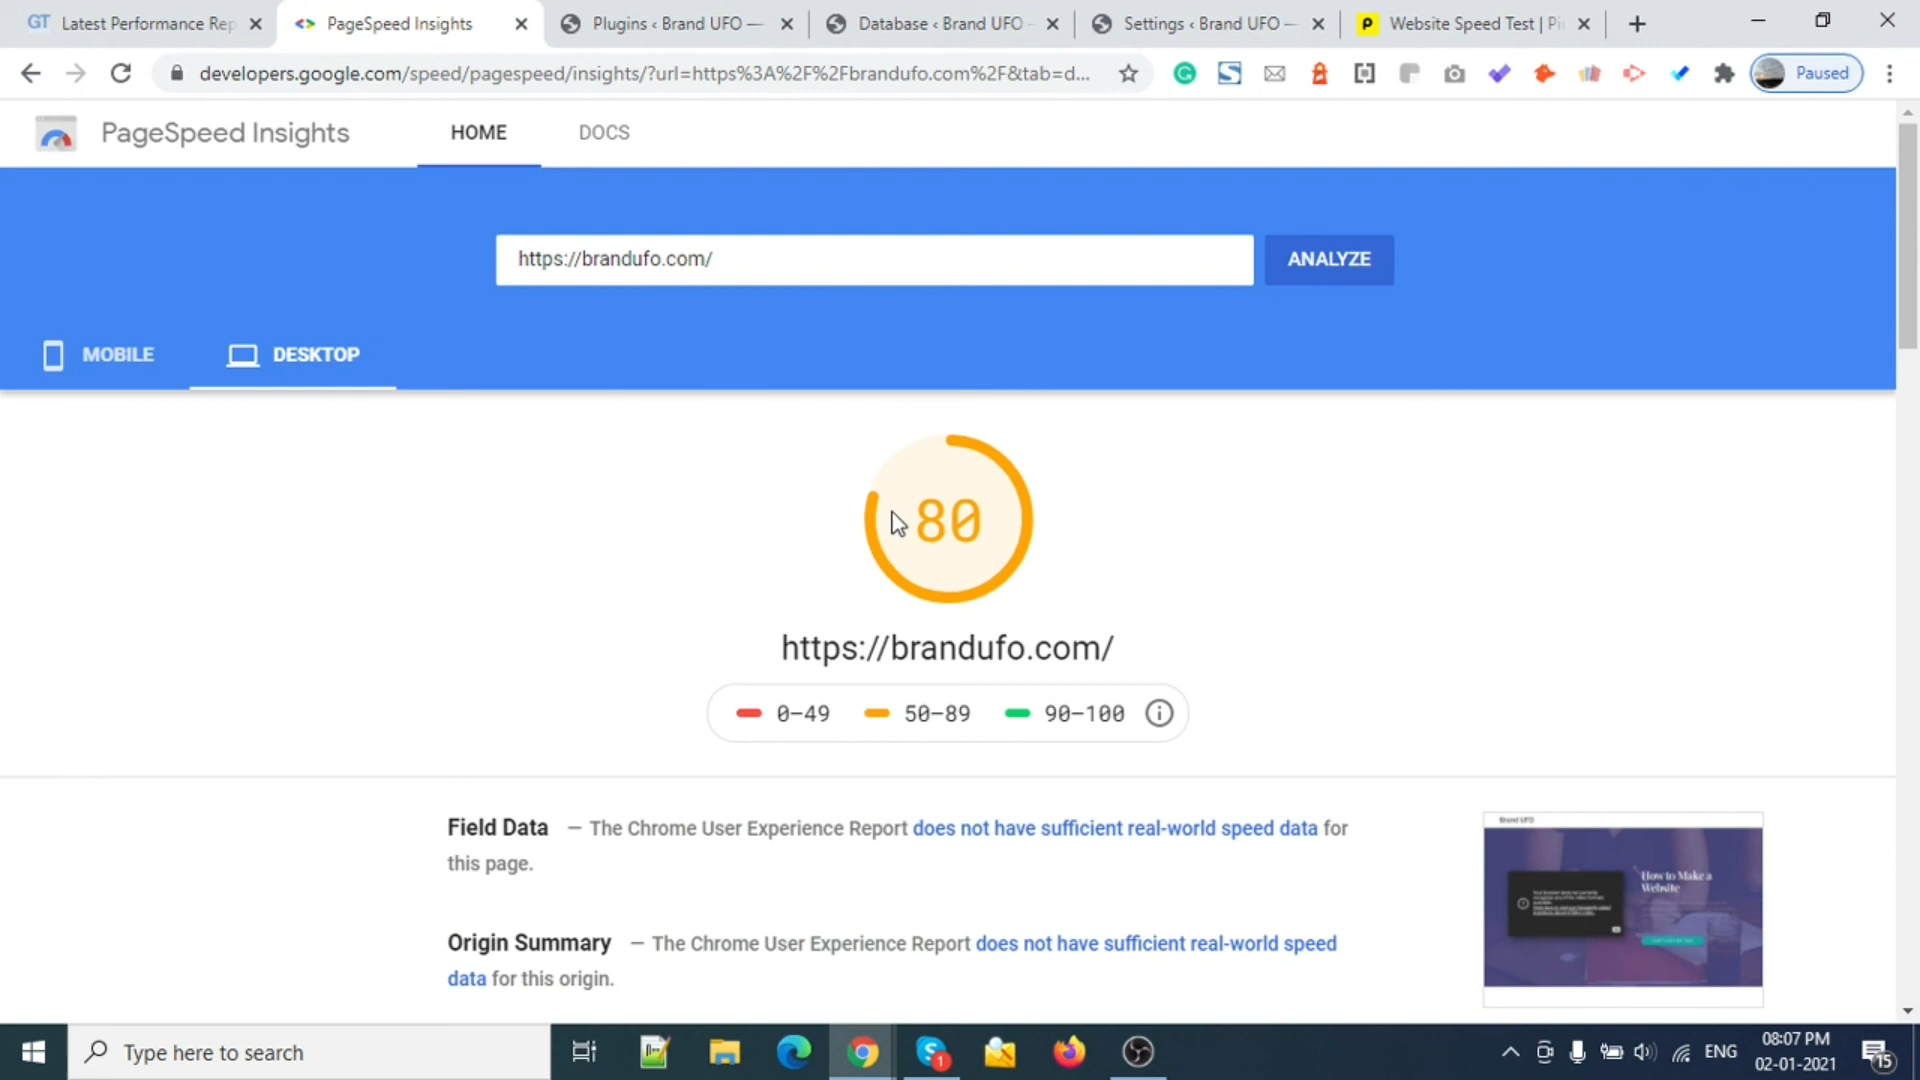 GT Latest Performance Rep
PageSpeed Insights
Plugins ‹ Brand UFO —
Database ‹ Brand UFO -
Settings ‹ Brand UFO —
Website Speed Test | Pi
developers.google.com/speed/pagespeed/insights/?url=https%3A%2F%2Fbrandufo.com%2F&tab=d...
Paused
PageSpeed Insights
HOME
DOCS
https://brandufo.com/
ANALYZE
MOBILE
DESKTOP
80
https://brandufo.com/
0–49
50–89
90–100
Field Data — The Chrome User Experience Report does not have sufficient real-world speed data for
this page.
Brand UFO
How to Make a
Website
Origin Summary — The Chrome User Experience Report does not have sufficient real-world speed
data for this origin.
Type here to search
1
ENG
08:07 PM
02-01-2021
15